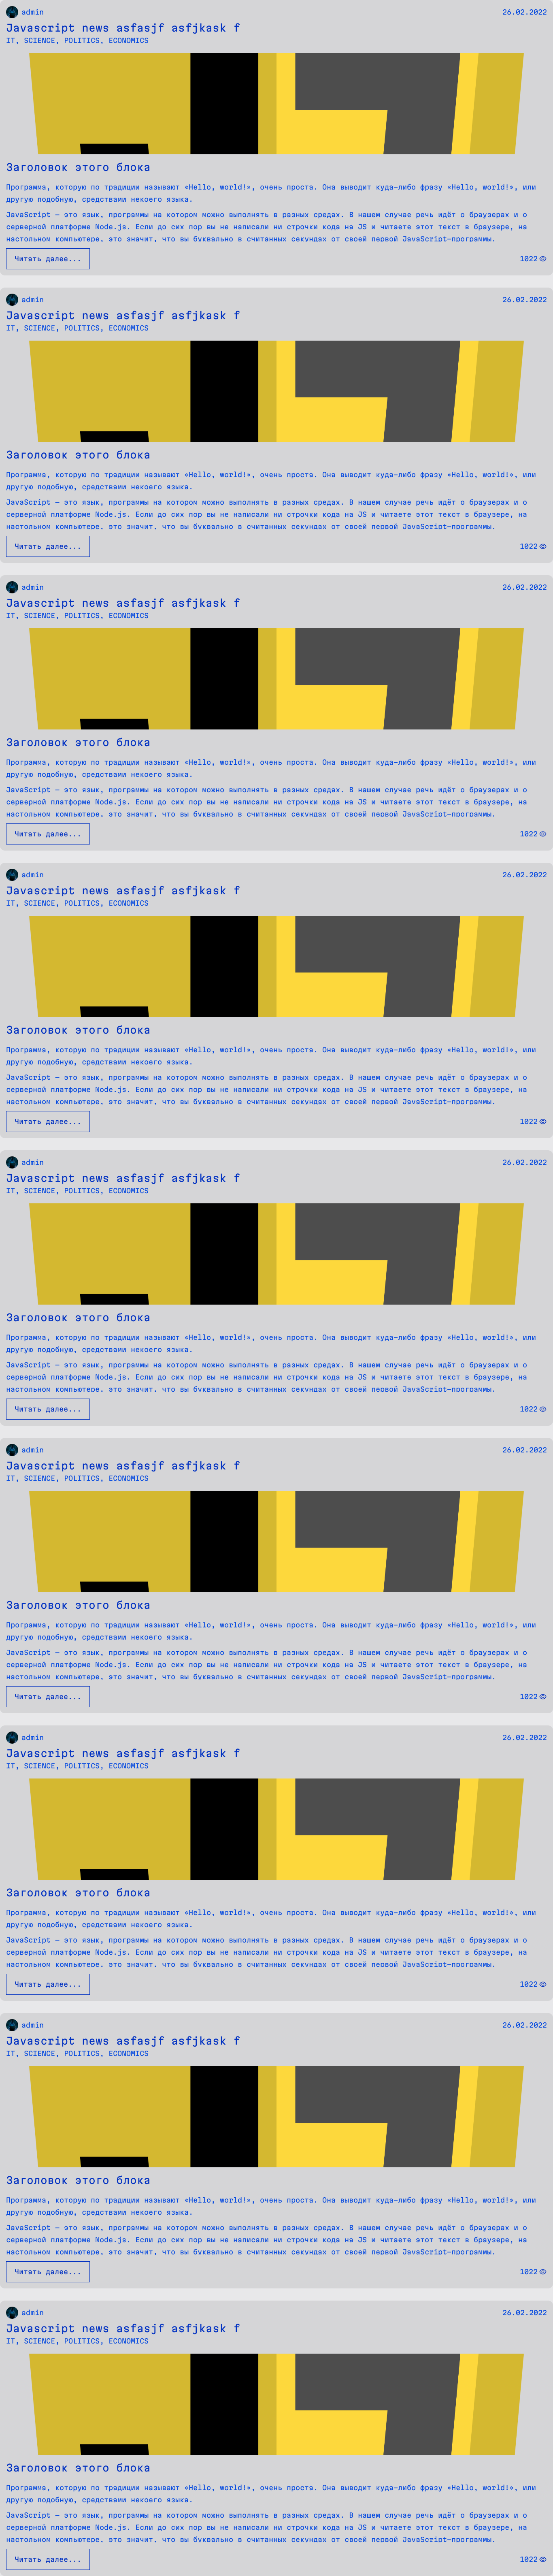 admin 26.02.2022
Javascript news asfasjf asfjkask f
IT, SCIENCE, POLITICS, ECONOMICS
Заголовок этого блока
Программа, которую по традиции называют «Hello, world!», очень проста. Она выводит куда-либо фразу «Hello, world!», или
другую подобную, средствами некоего языка.
JavaScript — это язык, программы на котором можно выполнять в разных средах. В нашем случае речь идёт о браузерах и о
серверной платформе Node.js. Если до сих пор вы не написали ни строчки кода на JS и читаете этот текст в браузере, на
настольном компьютере, это значит, что вы буквально в считанных секундах от своей первой JavaScript-программы.
Читать далее... 1022
admin 26.02.2022
Javascript news asfasjf asfjkask f
IT, SCIENCE, POLITICS, ECONOMICS
Заголовок этого блока
Программа, которую по традиции называют «Hello, world!», очень проста. Она выводит куда-либо фразу «Hello, world!», или
другую подобную, средствами некоего языка.
JavaScript — это язык, программы на котором можно выполнять в разных средах. В нашем случае речь идёт о браузерах и о
серверной платформе Node.js. Если до сих пор вы не написали ни строчки кода на JS и читаете этот текст в браузере, на
настольном компьютере, это значит, что вы буквально в считанных секундах от своей первой JavaScript-программы.
Читать далее... 1022
admin 26.02.2022
Javascript news asfasjf asfjkask f
IT, SCIENCE, POLITICS, ECONOMICS
Заголовок этого блока
Программа, которую по традиции называют «Hello, world!», очень проста. Она выводит куда-либо фразу «Hello, world!», или
другую подобную, средствами некоего языка.
JavaScript — это язык, программы на котором можно выполнять в разных средах. В нашем случае речь идёт о браузерах и о
серверной платформе Node.js. Если до сих пор вы не написали ни строчки кода на JS и читаете этот текст в браузере, на
настольном компьютере, это значит, что вы буквально в считанных секундах от своей первой JavaScript-программы.
Читать далее... 1022
admin 26.02.2022
Javascript news asfasjf asfjkask f
IT, SCIENCE, POLITICS, ECONOMICS
Заголовок этого блока
Программа, которую по традиции называют «Hello, world!», очень проста. Она выводит куда-либо фразу «Hello, world!», или
другую подобную, средствами некоего языка.
JavaScript — это язык, программы на котором можно выполнять в разных средах. В нашем случае речь идёт о браузерах и о
серверной платформе Node.js. Если до сих пор вы не написали ни строчки кода на JS и читаете этот текст в браузере, на
настольном компьютере, это значит, что вы буквально в считанных секундах от своей первой JavaScript-программы.
Читать далее... 1022
admin 26.02.2022
Javascript news asfasjf asfjkask f
IT, SCIENCE, POLITICS, ECONOMICS
Заголовок этого блока
Программа, которую по традиции называют «Hello, world!», очень проста. Она выводит куда-либо фразу «Hello, world!», или
другую подобную, средствами некоего языка.
JavaScript — это язык, программы на котором можно выполнять в разных средах. В нашем случае речь идёт о браузерах и о
серверной платформе Node.js. Если до сих пор вы не написали ни строчки кода на JS и читаете этот текст в браузере, на
настольном компьютере, это значит, что вы буквально в считанных секундах от своей первой JavaScript-программы.
Читать далее... 1022
admin 26.02.2022
Javascript news asfasjf asfjkask f
IT, SCIENCE, POLITICS, ECONOMICS
Заголовок этого блока
Программа, которую по традиции называют «Hello, world!», очень проста. Она выводит куда-либо фразу «Hello, world!», или
другую подобную, средствами некоего языка.
JavaScript — это язык, программы на котором можно выполнять в разных средах. В нашем случае речь идёт о браузерах и о
серверной платформе Node.js. Если до сих пор вы не написали ни строчки кода на JS и читаете этот текст в браузере, на
настольном компьютере, это значит, что вы буквально в считанных секундах от своей первой JavaScript-программы.
Читать далее... 1022
admin 26.02.2022
Javascript news asfasjf asfjkask f
IT, SCIENCE, POLITICS, ECONOMICS
Заголовок этого блока
Программа, которую по традиции называют «Hello, world!», очень проста. Она выводит куда-либо фразу «Hello, world!», или
другую подобную, средствами некоего языка.
JavaScript — это язык, программы на котором можно выполнять в разных средах. В нашем случае речь идёт о браузерах и о
серверной платформе Node.js. Если до сих пор вы не написали ни строчки кода на JS и читаете этот текст в браузере, на
настольном компьютере, это значит, что вы буквально в считанных секундах от своей первой JavaScript-программы.
Читать далее... 1022
admin 26.02.2022
Javascript news asfasjf asfjkask f
IT, SCIENCE, POLITICS, ECONOMICS
Заголовок этого блока
Программа, которую по традиции называют «Hello, world!», очень проста. Она выводит куда-либо фразу «Hello, world!», или
другую подобную, средствами некоего языка.
JavaScript — это язык, программы на котором можно выполнять в разных средах. В нашем случае речь идёт о браузерах и о
серверной платформе Node.js. Если до сих пор вы не написали ни строчки кода на JS и читаете этот текст в браузере, на
настольном компьютере, это значит, что вы буквально в считанных секундах от своей первой JavaScript-программы.
Читать далее... 1022
admin 26.02.2022
Javascript news asfasjf asfjkask f
IT, SCIENCE, POLITICS, ECONOMICS
Заголовок этого блока
Программа, которую по традиции называют «Hello, world!», очень проста. Она выводит куда-либо фразу «Hello, world!», или
другую подобную, средствами некоего языка.
JavaScript — это язык, программы на котором можно выполнять в разных средах. В нашем случае речь идёт о браузерах и о
серверной платформе Node.js. Если до сих пор вы не написали ни строчки кода на JS и читаете этот текст в браузере, на
настольном компьютере, это значит, что вы буквально в считанных секундах от своей первой JavaScript-программы.
Читать далее... 1022